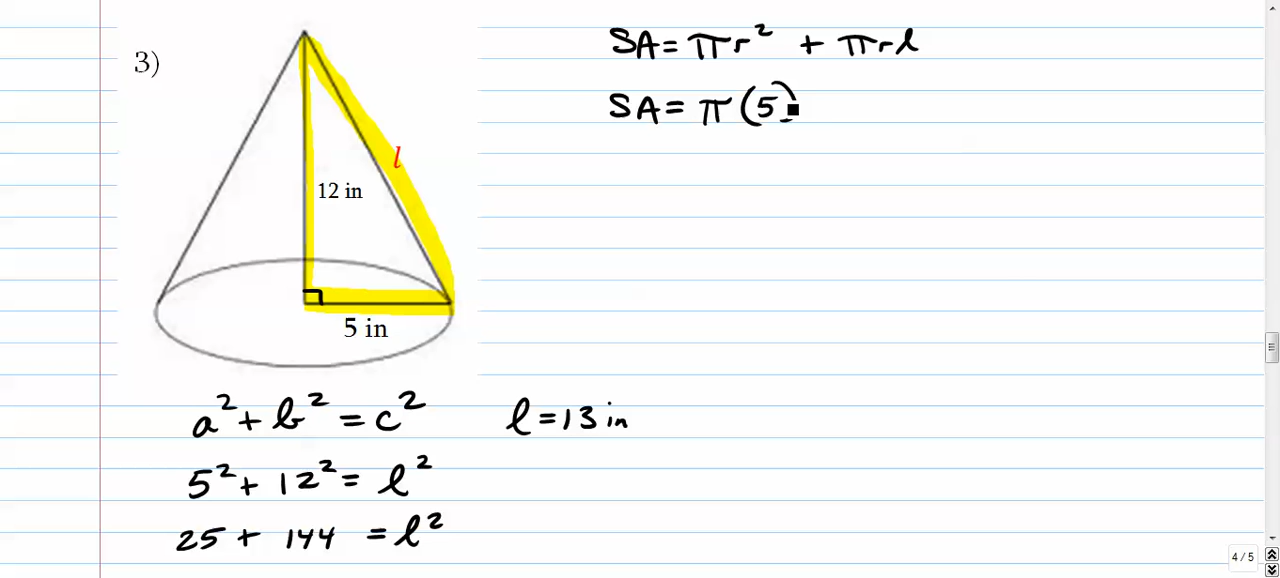 3)
SA = πr² + πrl
SA = π(5)
l
12 in
5 in
a² + b² = c²
l = 13 in
5² + 12² = l²
25 + 144 = l²
4 / 5